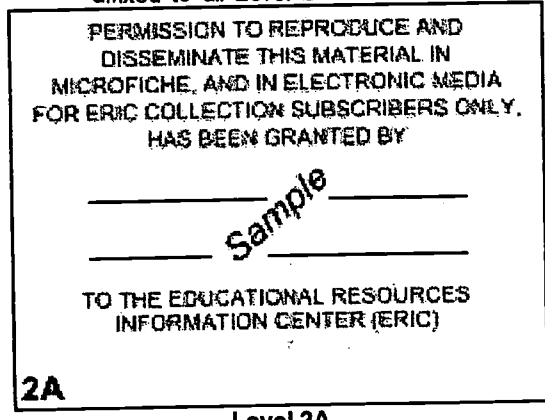 PERMISSION TO REPRODUCE AND
DISSEMINATE THIS MATERIAL IN
MICROFICHE, AND IN ELECTRONIC MEDIA
FOR ERIC COLLECTION SUBSCRIBERS ONLY,
HAS BEEN GRANTED BY
Sample
TO THE EDUCATIONAL RESOURCES
INFORMATION CENTER (ERIC)
2A
Level 2A